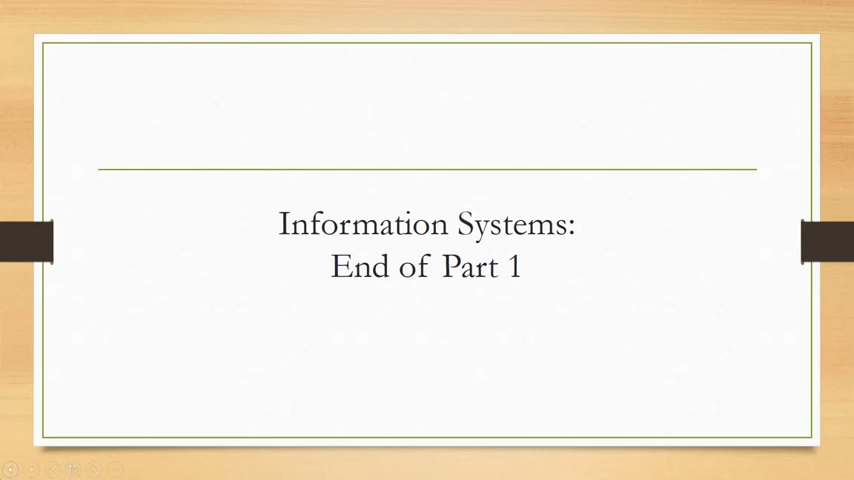 Information Systems:
End of Part 1